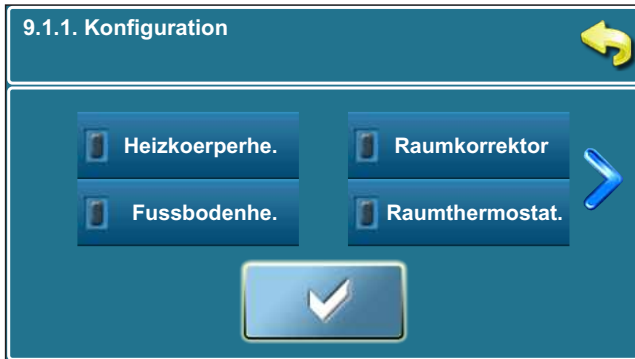 9.1.1. Konfiguration
Heizkoerperhe.
Raumkorrektor
Fussbodenhe.
Raumthermostat.